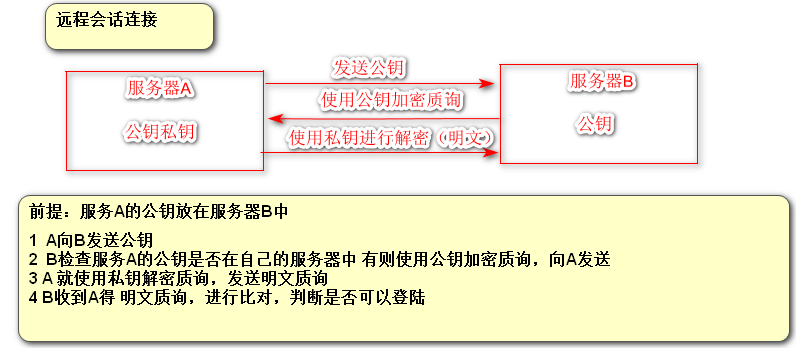 远程会话连接
发送公钥
服务器A
服务器B
使用公钥加密质询
公钥私钥
公钥
使用私钥进行解密（明文）
前提：服务A的公钥放在服务器B中
1 A向B发送公钥
2 B检查服务A的公钥是否在自己的服务器中 有则使用公钥加密质询，向A发送
3 A 就使用私钥解密质询，发送明文质询
4 B收到A得 明文质询，进行比对，判断是否可以登陆